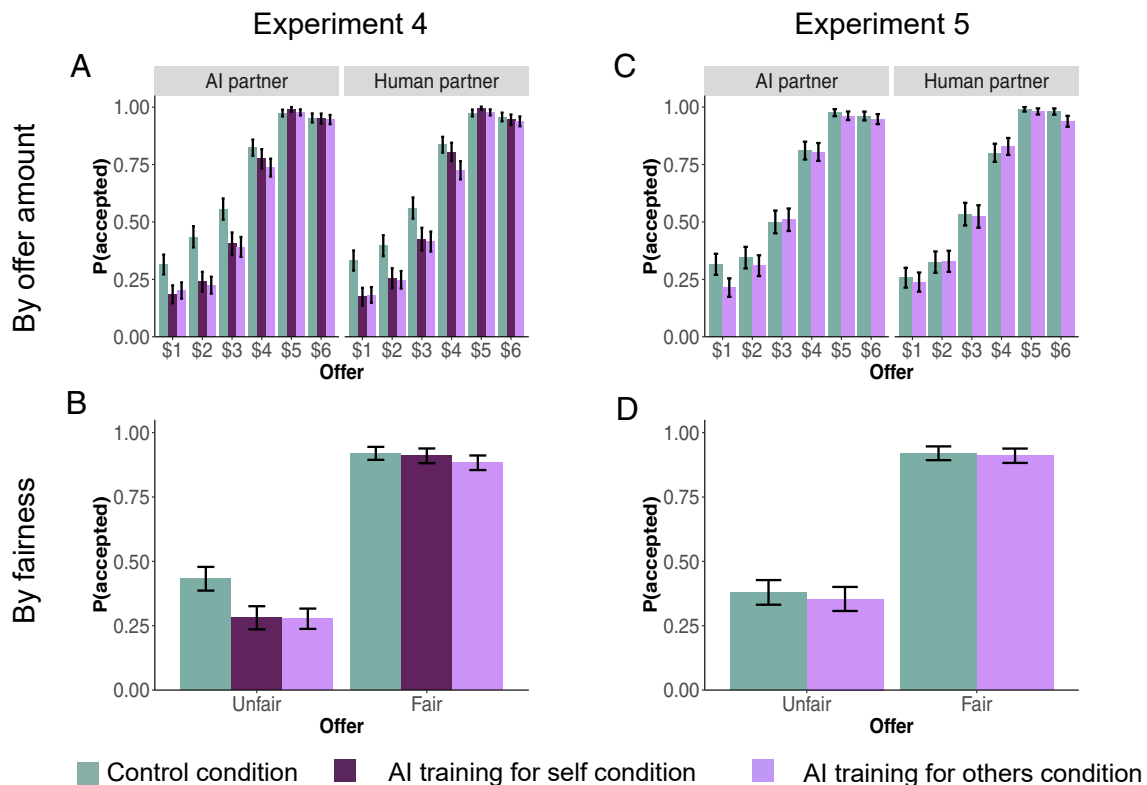 Experiment 4
Experiment 5
A
AI partner
Human partner
By offer amount
P(accepted)
1.00
0.75
0.50
0.25
0.00
$1 $2 $3 $4 $5 $6
$1 $2 $3 $4 $5 $6
Offer
C
AI partner
Human partner
P(accepted)
1.00
0.75
0.50
0.25
0.00
$1 $2 $3 $4 $5 $6
$1 $2 $3 $4 $5 $6
Offer
B
By fairness
P(accepted)
1.00
0.75
0.50
0.25
0.00
Unfair
Fair
Offer
D
P(accepted)
1.00
0.75
0.50
0.25
0.00
Unfair
Fair
Offer
Control condition
AI training for self condition
AI training for others condition